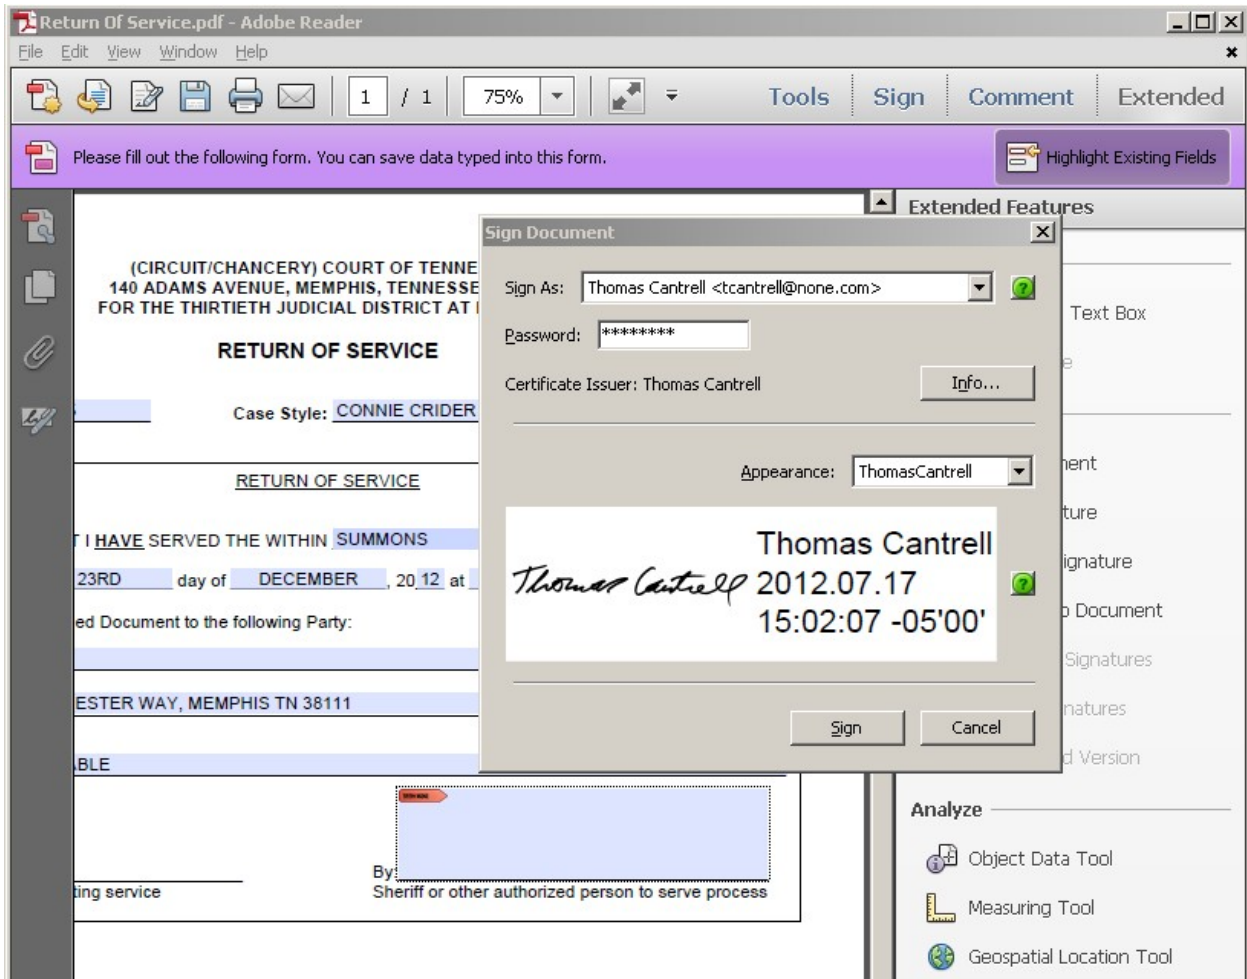 Return Of Service.pdf - Adobe Reader
File Edit View Window Help
1 / 1 75% Tools Sign Comment Extended
Please fill out the following form. You can save data typed into this form. Highlight Existing Fields
(CIRCUIT/CHANCERY) COURT OF TENNE
140 ADAMS AVENUE, MEMPHIS, TENNESSE
FOR THE THIRTIETH JUDICIAL DISTRICT AT
RETURN OF SERVICE
Case Style: CONNIE CRIDER
RETURN OF SERVICE
I HAVE SERVED THE WITHIN SUMMONS
23RD day of DECEMBER , 20 12 at
ed Document to the following Party:
ESTER WAY, MEMPHIS TN 38111
ABLE
By
ting service
Sheriff or other authorized person to serve process
Sign Document
Sign As: Thomas Cantrell <tcantrell@none.com>
Password: ********
Certificate Issuer: Thomas Cantrell Info...
Appearance: ThomasCantrell
Thomas Cantrell
Thomas Cantrell
2012.07.17
15:02:07 -05'00'
Sign Cancel
Extended Features
Text Box
e
ment
ture
ignature
o Document
Signatures
natures
d Version
Analyze
Object Data Tool
Measuring Tool
Geospatial Location Tool